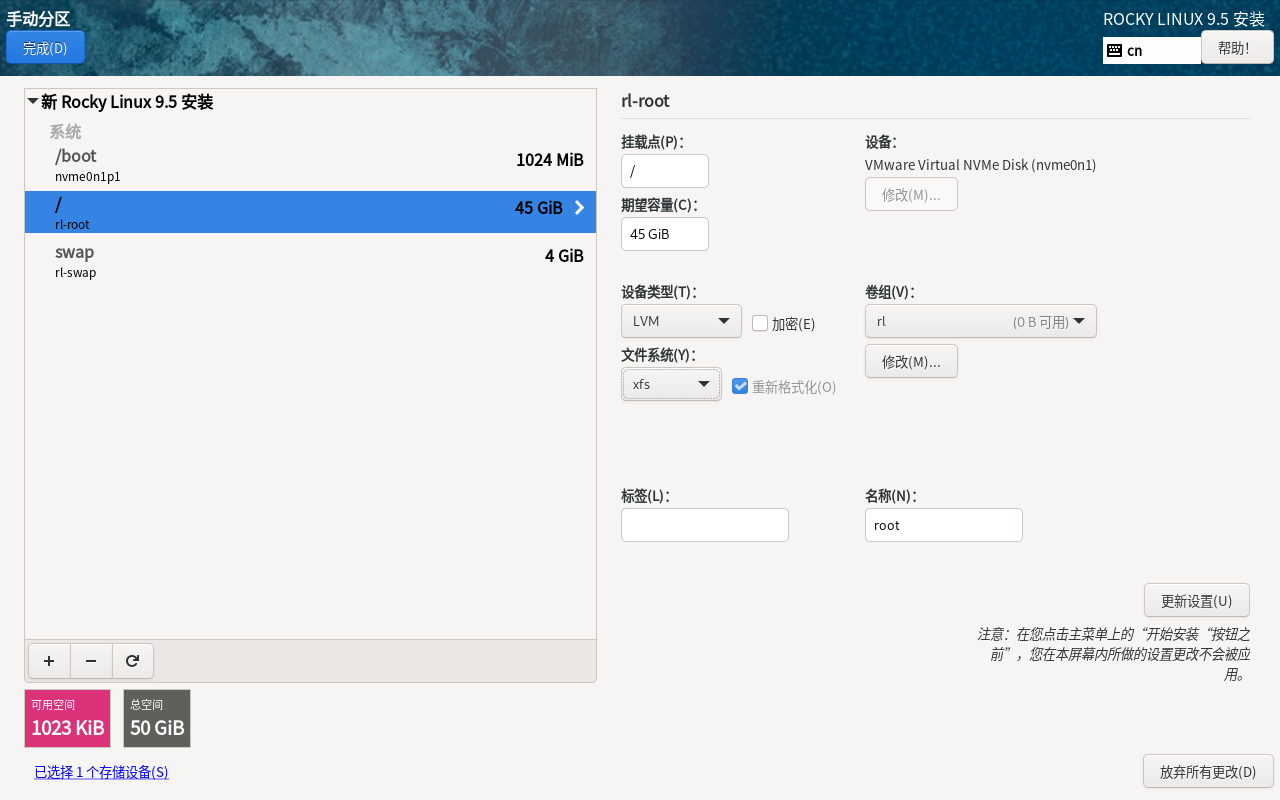 手动分区
ROCKY LINUX 9.5 安装
完成(D)
cn
帮助！
新 Rocky Linux 9.5 安装
系统
/boot
1024 MiB
nvme0n1p1
/
45 GiB
rl-root
swap
4 GiB
rl-swap
rl-root
挂载点(P)：
设备：
/
VMware Virtual NVMe Disk (nvme0n1)
修改(M)...
期望容量(C)：
45 GiB
设备类型(T)：
卷组(V)：
LVM
加密(E)
rl
(0 B 可用)
文件系统(Y)：
修改(M)...
xfs
重新格式化(O)
标签(L)：
名称(N)：
root
更新设置(U)
注意：在您点击主菜单上的“开始安装“按钮之
前”，您在本屏幕内所做的设置更改不会被应
用。
可用空间
1023 KiB
总空间
50 GiB
已选择 1 个存储设备(S)
放弃所有更改(D)